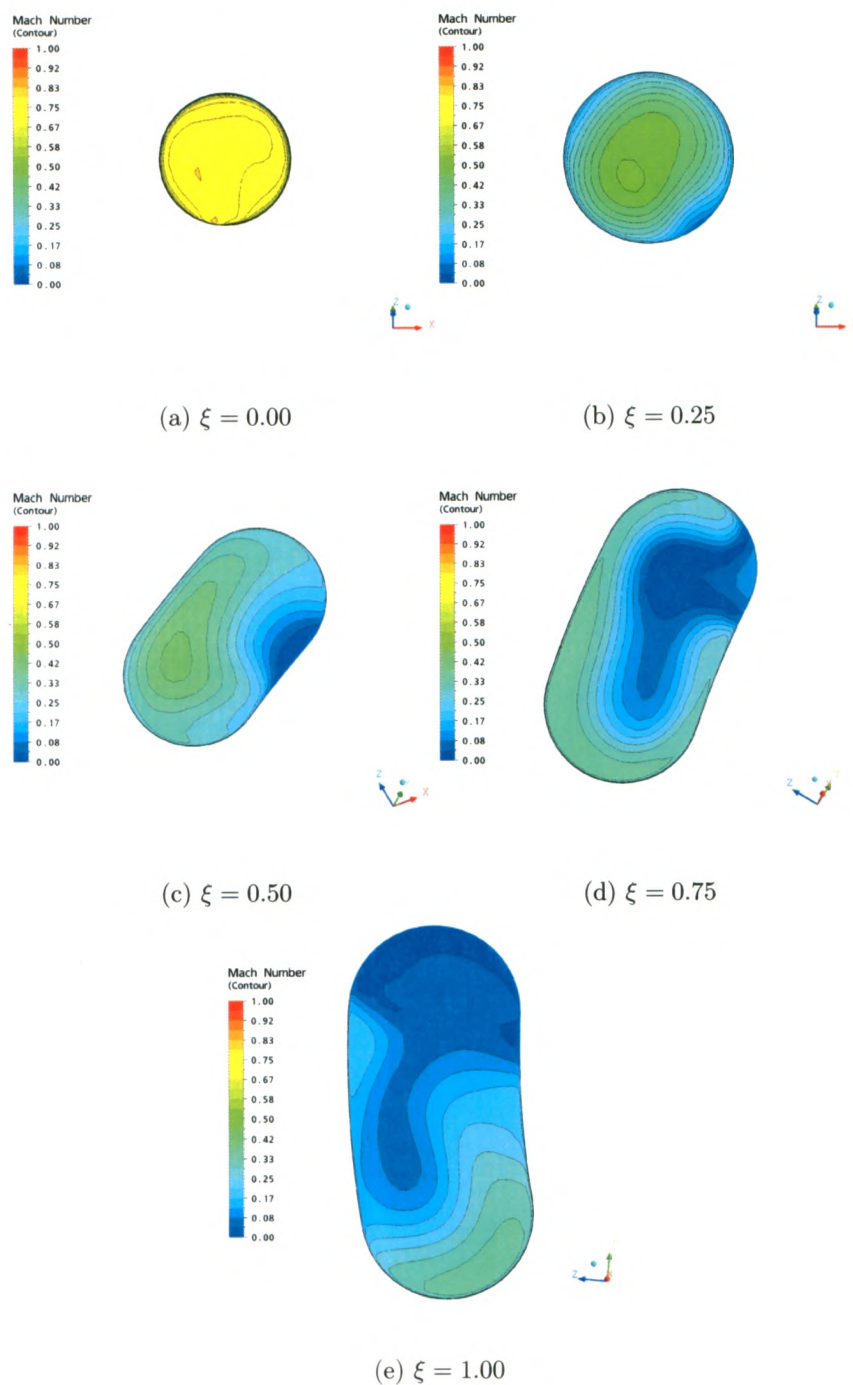 Mach Number
(Contour)
1.00
0.92
0.83
0.75
0.67
0.58
0.50
0.42
0.33
0.25
0.17
0.08
0.00
Z
X
(a) ξ = 0.00
Mach Number
(Contour)
1.00
0.92
0.83
0.75
0.67
0.58
0.50
0.42
0.33
0.25
0.17
0.08
0.00
Z
(b) ξ = 0.25
Mach Number
(Contour)
1.00
0.92
0.83
0.75
0.67
0.58
0.50
0.42
0.33
0.25
0.17
0.08
0.00
Z
X
(c) ξ = 0.50
Mach Number
(Contour)
1.00
0.92
0.83
0.75
0.67
0.58
0.50
0.42
0.33
0.25
0.17
0.08
0.00
Z
(d) ξ = 0.75
Mach Number
(Contour)
1.00
0.92
0.83
0.75
0.67
0.58
0.50
0.42
0.33
0.25
0.17
0.08
0.00
Z
(e) ξ = 1.00